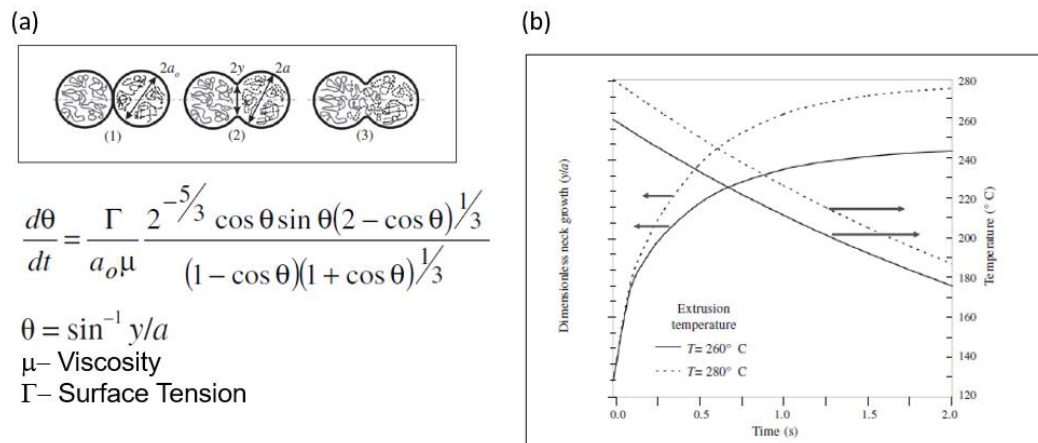 (a)
2aₒ
2y
2a
(1)
(2)
(3)
dθ/dt = Γ/(aₒμ) 2^(-5/3) cos θ sin θ(2 – cos θ)^(1/3) / ((1 – cos θ)(1 + cos θ)^(1/3))
θ = sin⁻¹ y/a
μ– Viscosity
Γ– Surface Tension
(b)
Dimensionless neck growth (y/a)
280
260
240
220
200
180
160
140
120
Temperature (° C)
Extrusion
temperature
T= 260° C
T= 280° C
0.0 0.5 1.0 1.5 2.0
Time (s)